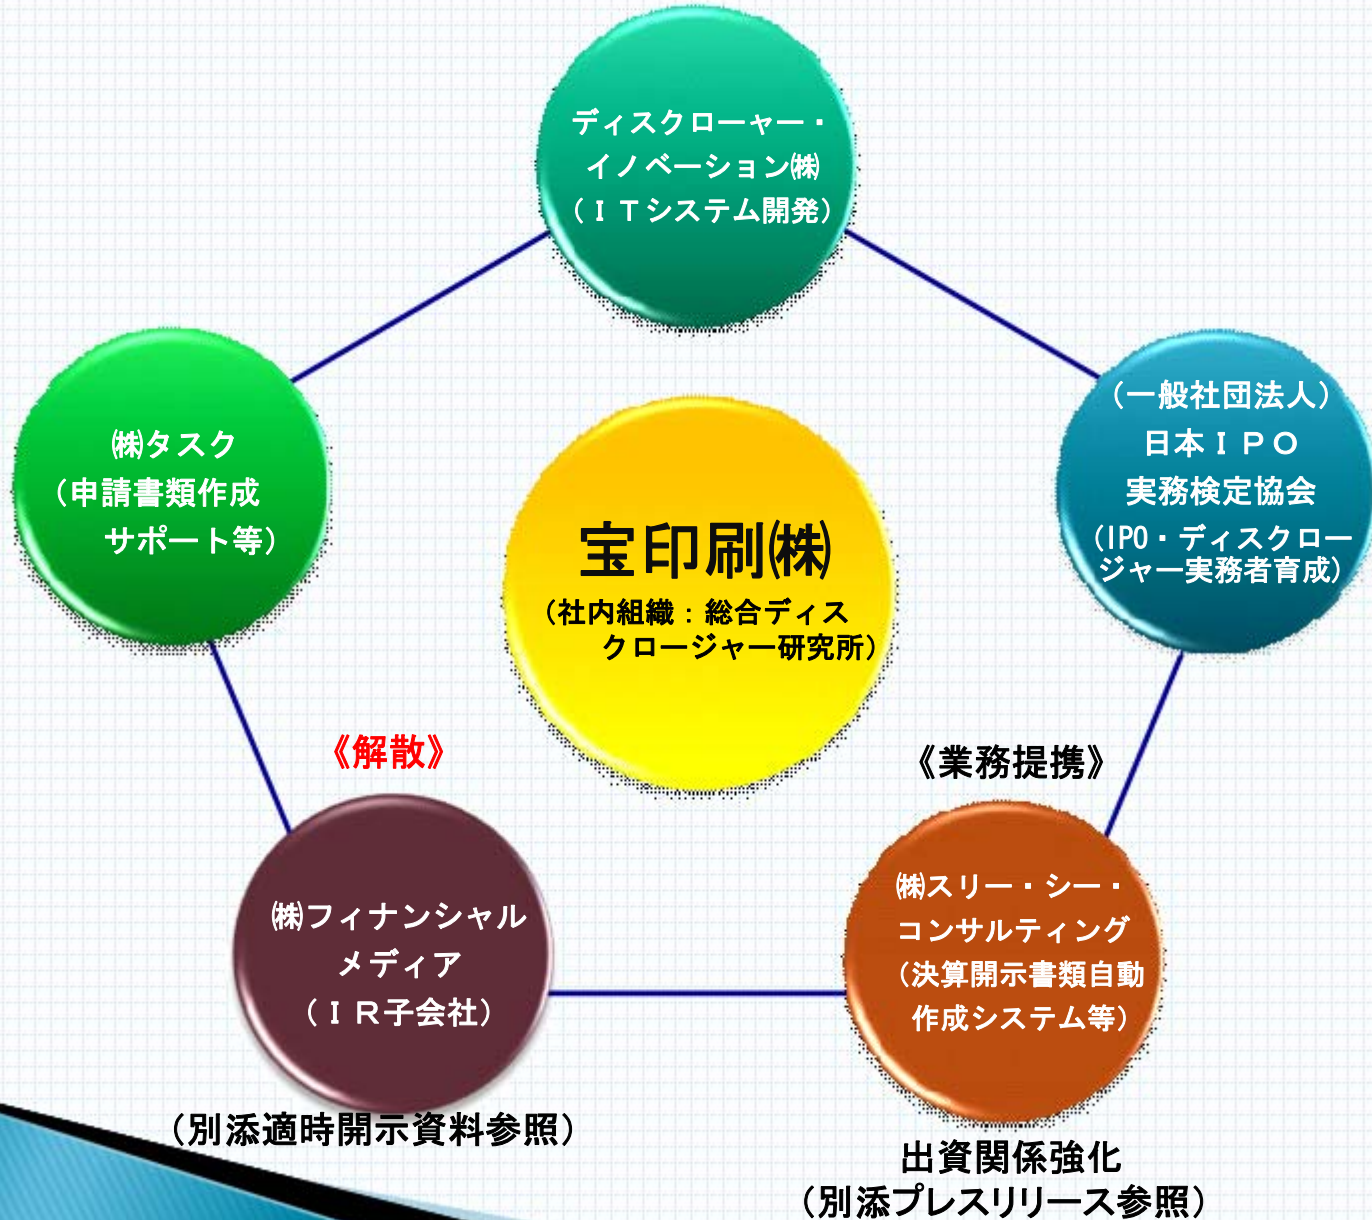 ディスクローャー・
イノベーション㈱
（ＩＴシステム開発）
㈱タスク
（申請書類作成
サポート等）
（一般社団法人）
日本ＩＰＯ
実務検定協会
（IPO・ディスクロー
ジャー実務者育成）
宝印刷㈱
（社内組織：総合ディス
クロージャー研究所）
《解散》
㈱フィナンシャル
メディア
（ＩＲ子会社）
（別添適時開示資料参照）
《業務提携》
㈱スリー・シー・
コンサルティング
（決算開示書類自動
作成システム等）
出資関係強化
（別添プレスリリース参照）